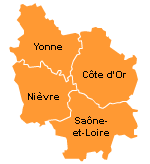 Yonne
Côte d'Or
Nièvre
Saône-
et-Loire